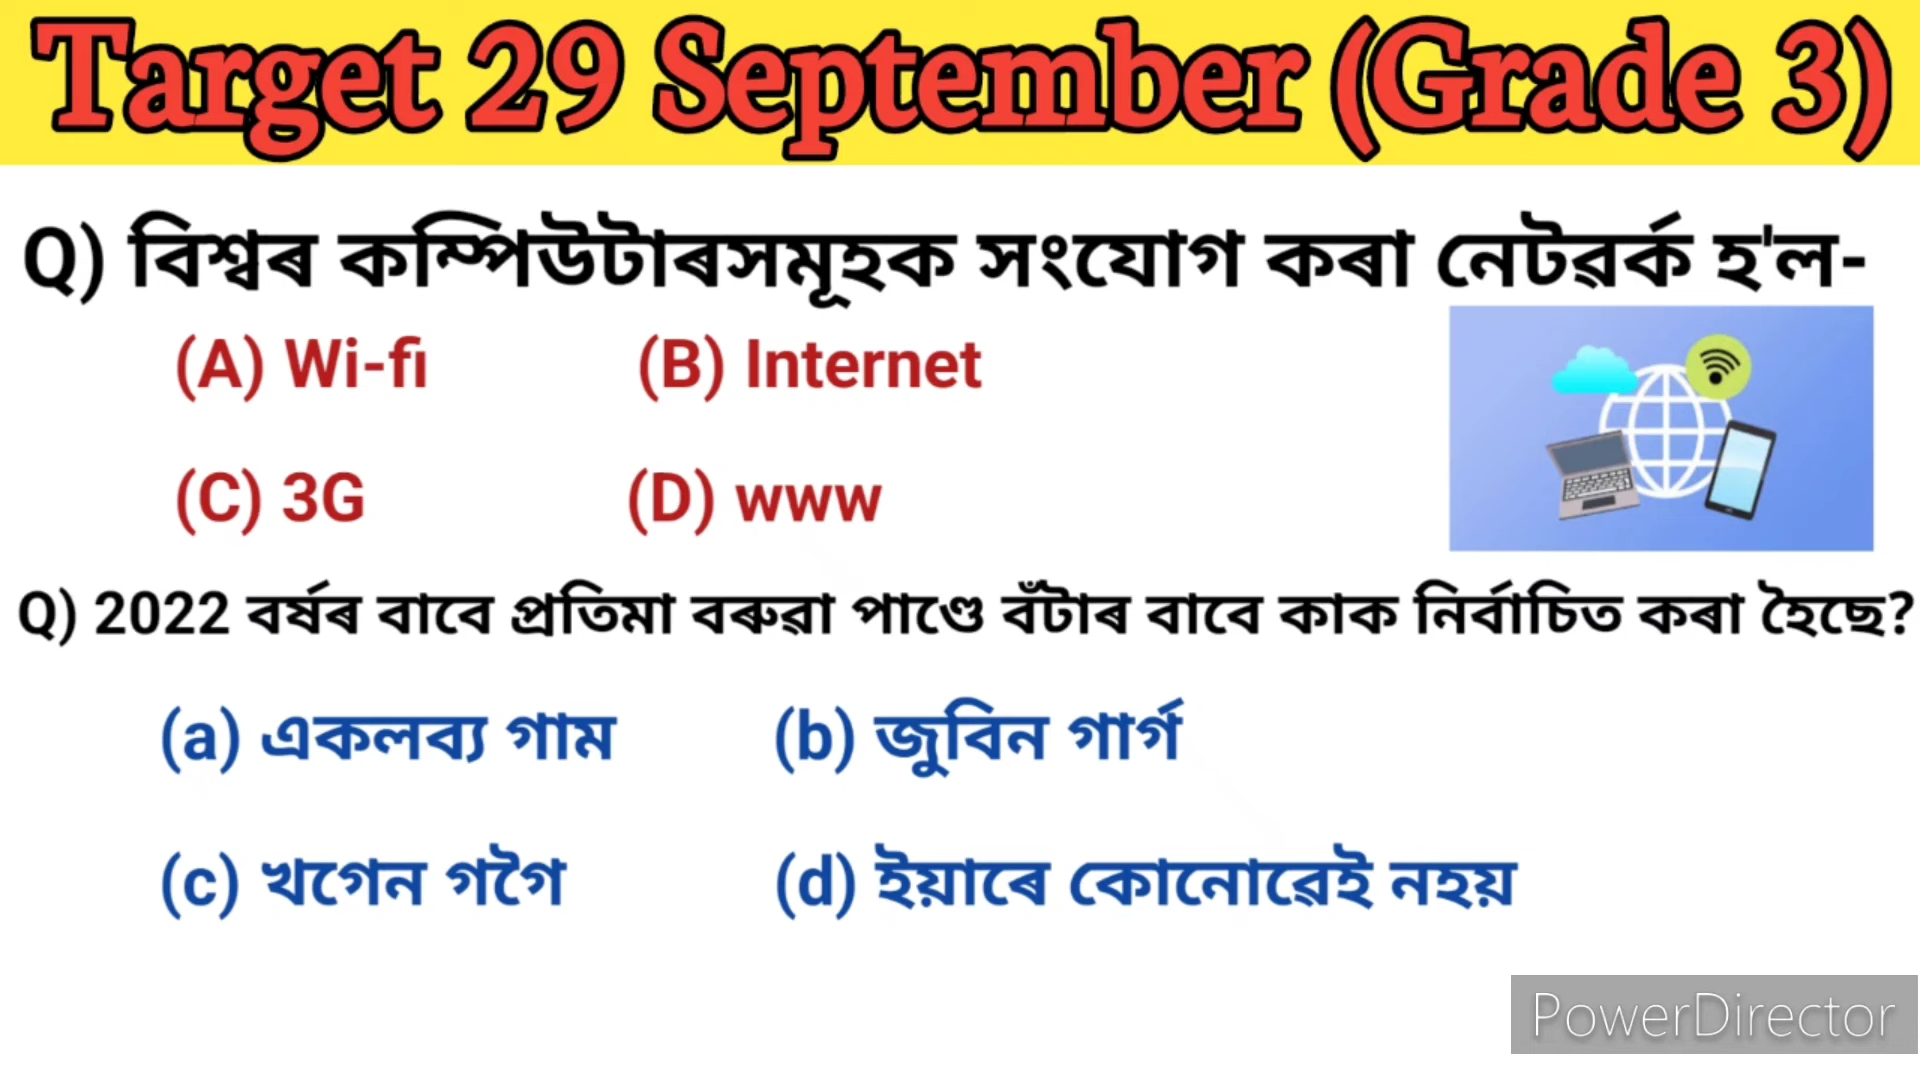 Target 29 September (Grade 3)
Q) বিশ্বৰ কম্পিউটাৰসমূহক সংযোগ কৰা নেটৱৰ্ক হ'ল-
(A) Wi-fi (B) Internet
(C) 3G (D) www
Q) 2022 বৰ্ষৰ বাবে প্ৰতিমা বৰুৱা পাণ্ডে বঁটাৰ বাবে কাক নিৰ্বাচিত কৰা হৈছে?
(a) একলব্য গাম (b) জুবিন গাৰ্গ
(c) খগেন গগৈ (d) ইয়াৰে কোনোৱেই নহয়
PowerDirector